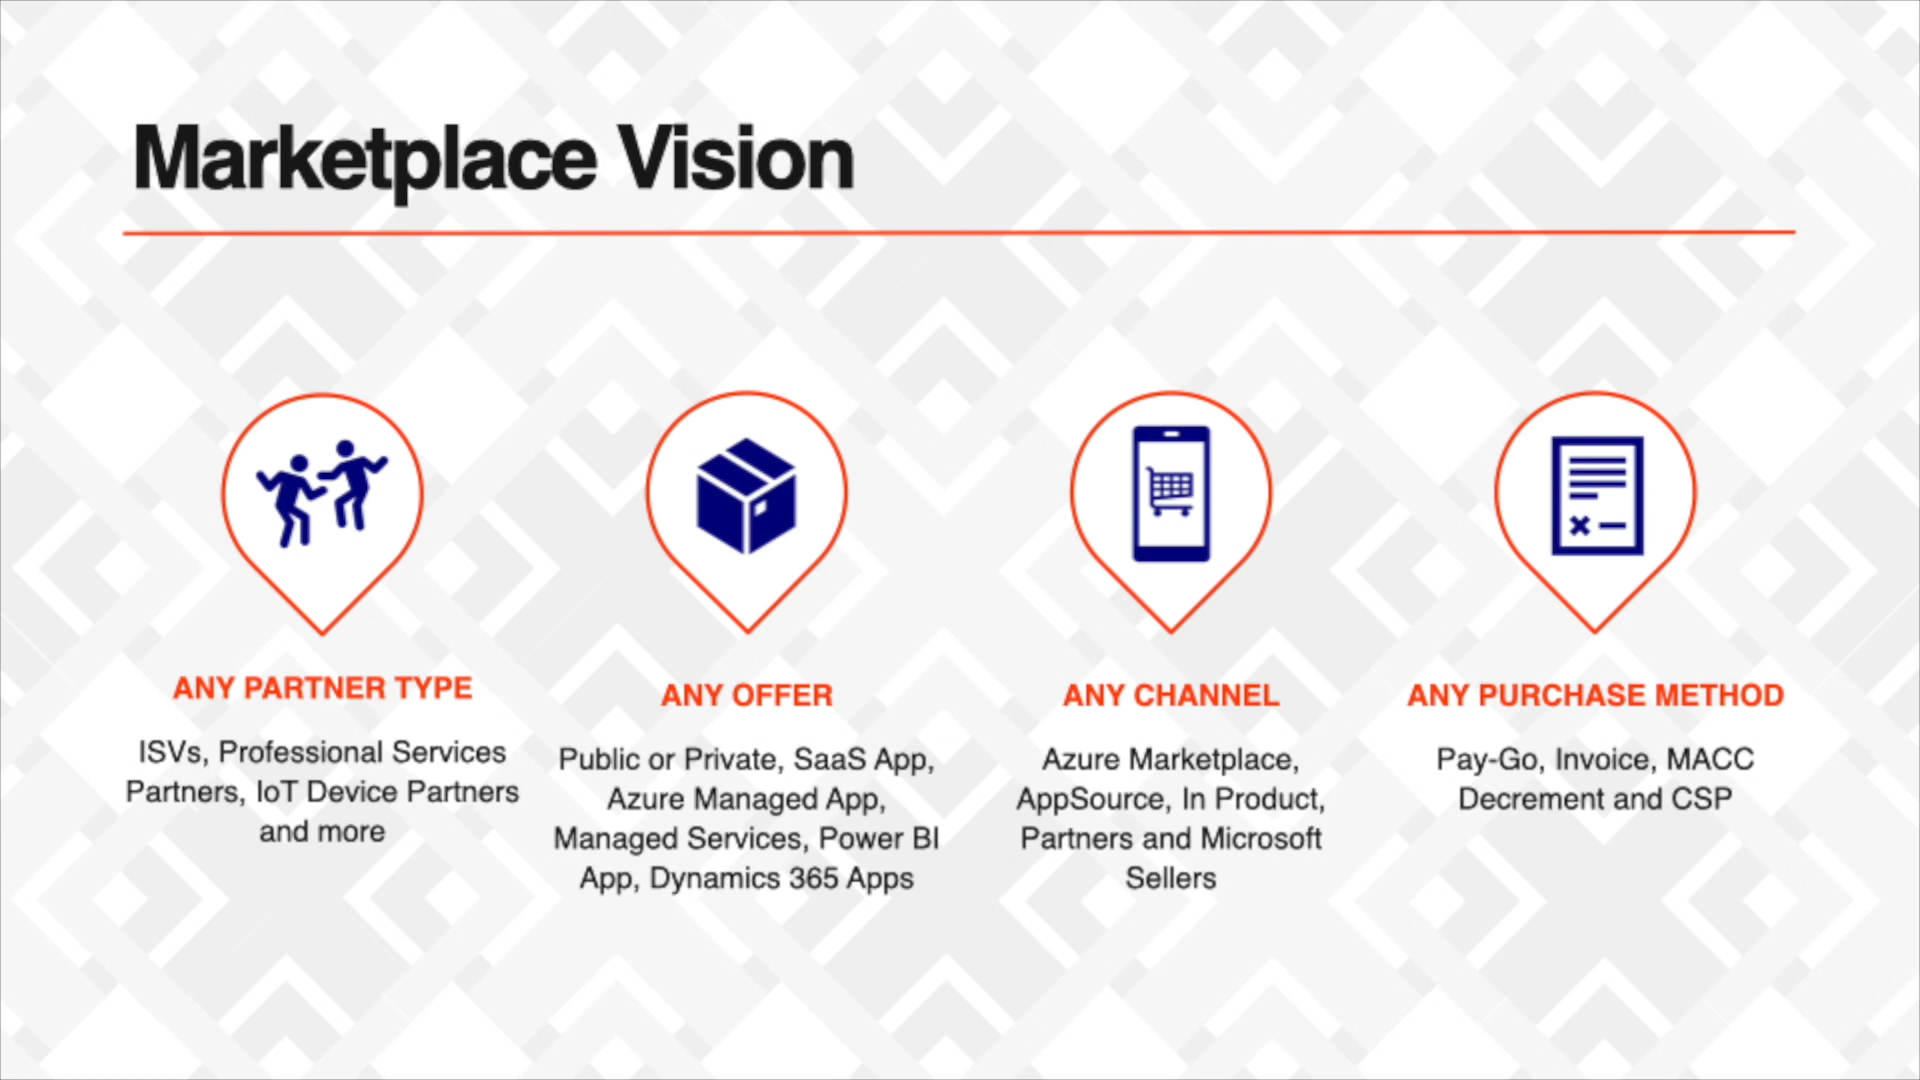 Marketplace Vision
ANY PARTNER TYPE
ISVs, Professional Services
Partners, IoT Device Partners
and more
ANY OFFER
Public or Private, SaaS App,
Azure Managed App,
Managed Services, Power BI
App, Dynamics 365 Apps
ANY CHANNEL
Azure Marketplace,
AppSource, In Product,
Partners and Microsoft
Sellers
ANY PURCHASE METHOD
Pay-Go, Invoice, MACC
Decrement and CSP